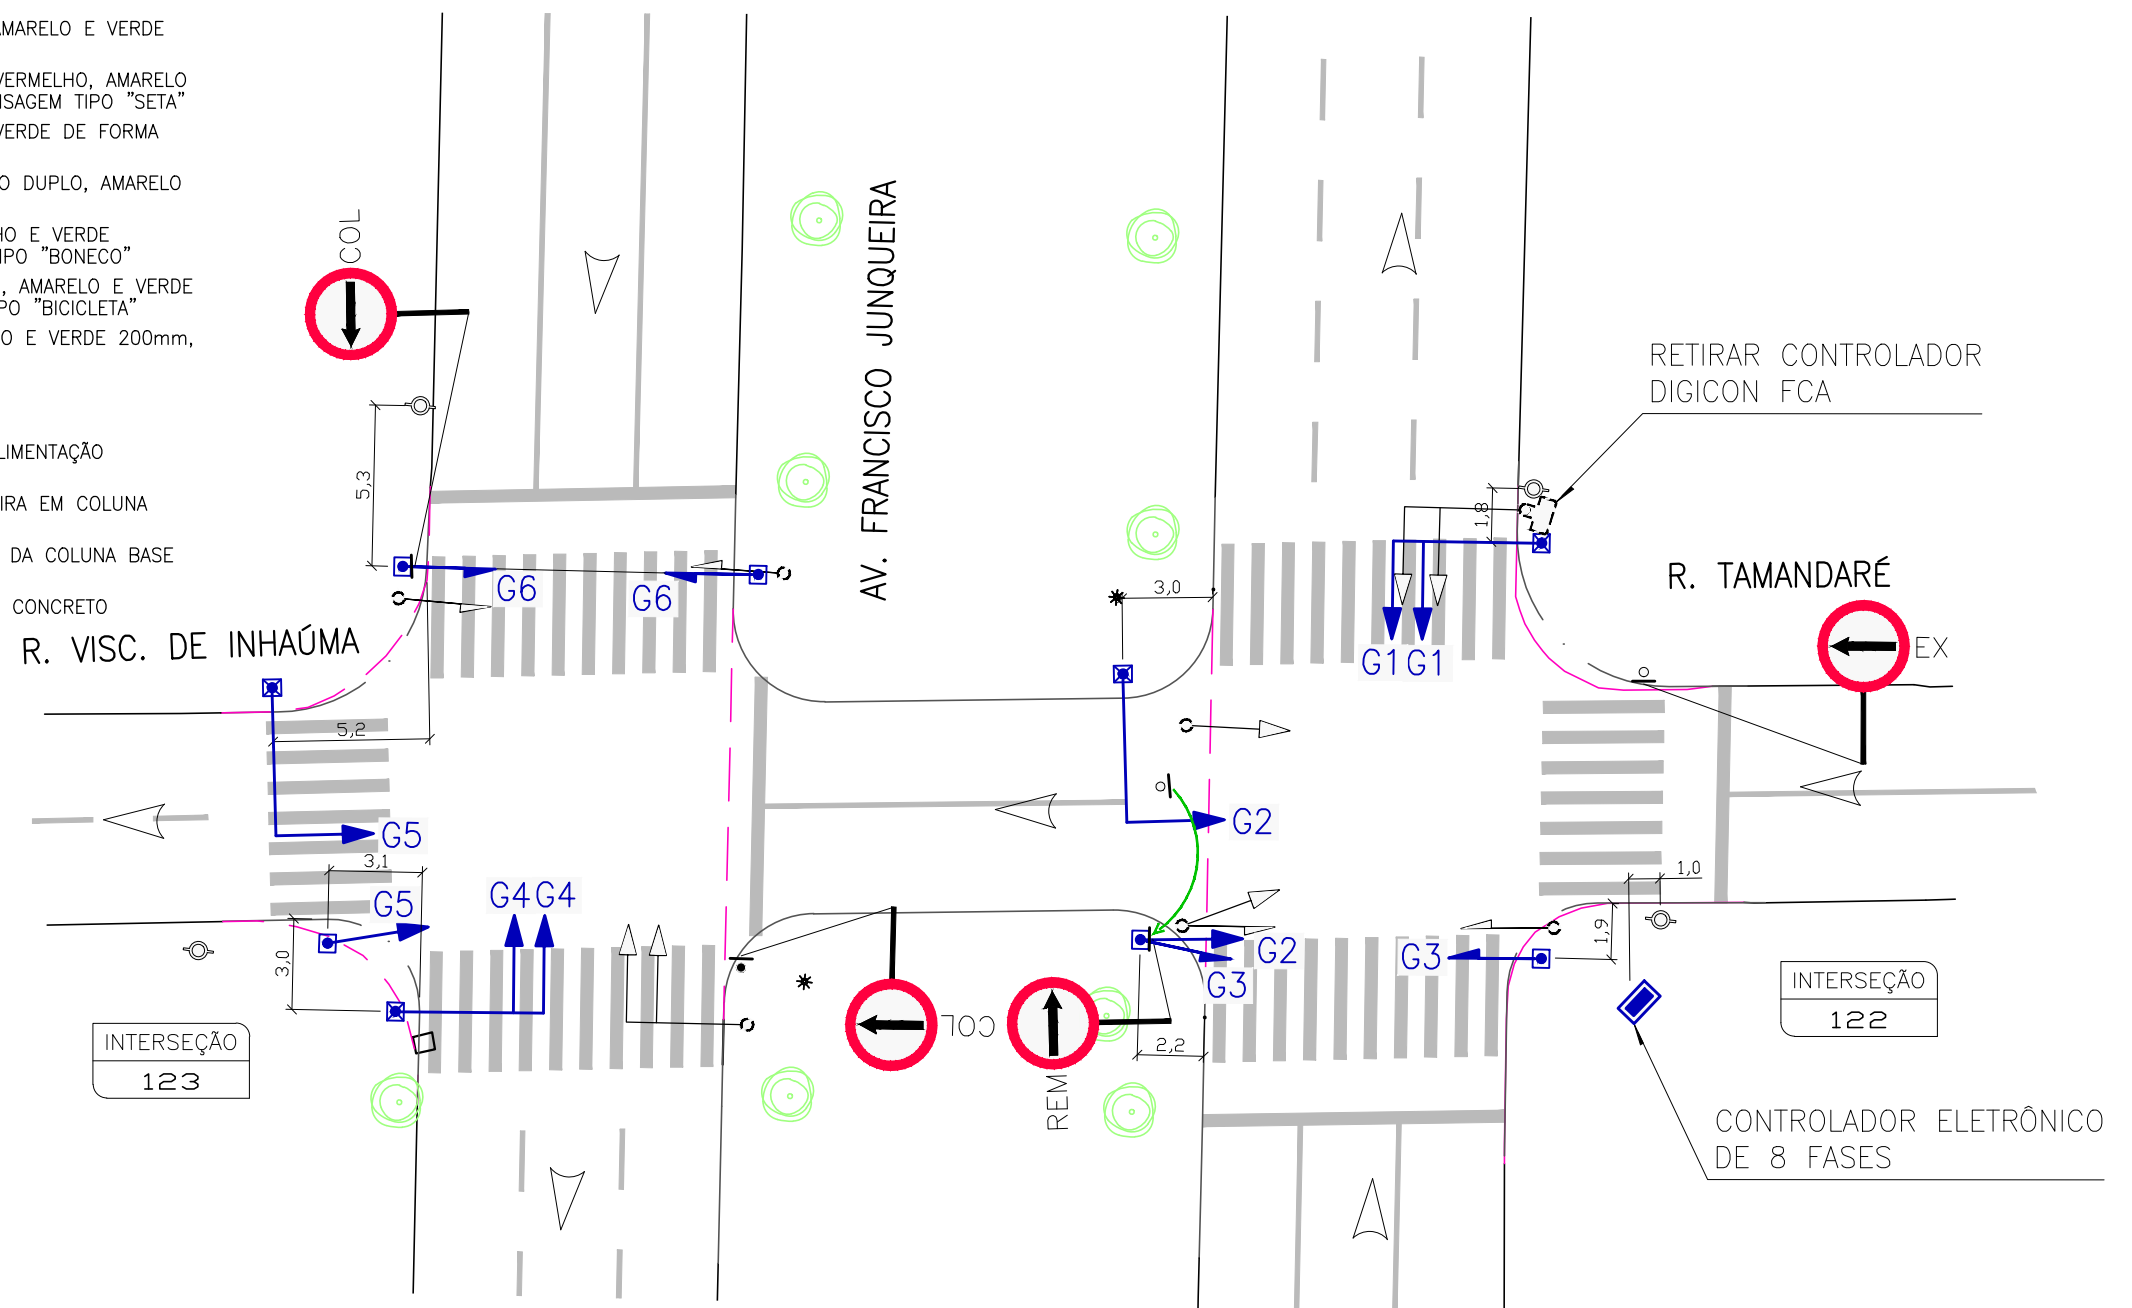 AMARELO E VERDE
VERMELHO, AMARELO
NSAGEM TIPO "SETA"
VERDE DE FORMA
O DUPLO, AMARELO
HO E VERDE
IPO "BONECO"
, AMARELO E VERDE
PO "BICICLETA"
O E VERDE 200mm,
LIMENTAÇÃO
IRA EM COLUNA
DA COLUNA BASE
CONCRETO
R. VISC. DE INHAÚMA
COL
5,3
G6
G6
AV. FRANCISCO JUNQUEIRA
RETIRAR CONTROLADOR
DIGICON FCA
1,8
3,0
R. TAMANDARÉ
EX
G1 G1
5,2
G5
G2
3,1
G5
G4 G4
3,0
G2
G3
G3
1,0
1,9
INTERSEÇÃO
122
INTERSEÇÃO
123
COL
REM
2,2
CONTROLADOR ELETRÔNICO
DE 8 FASES